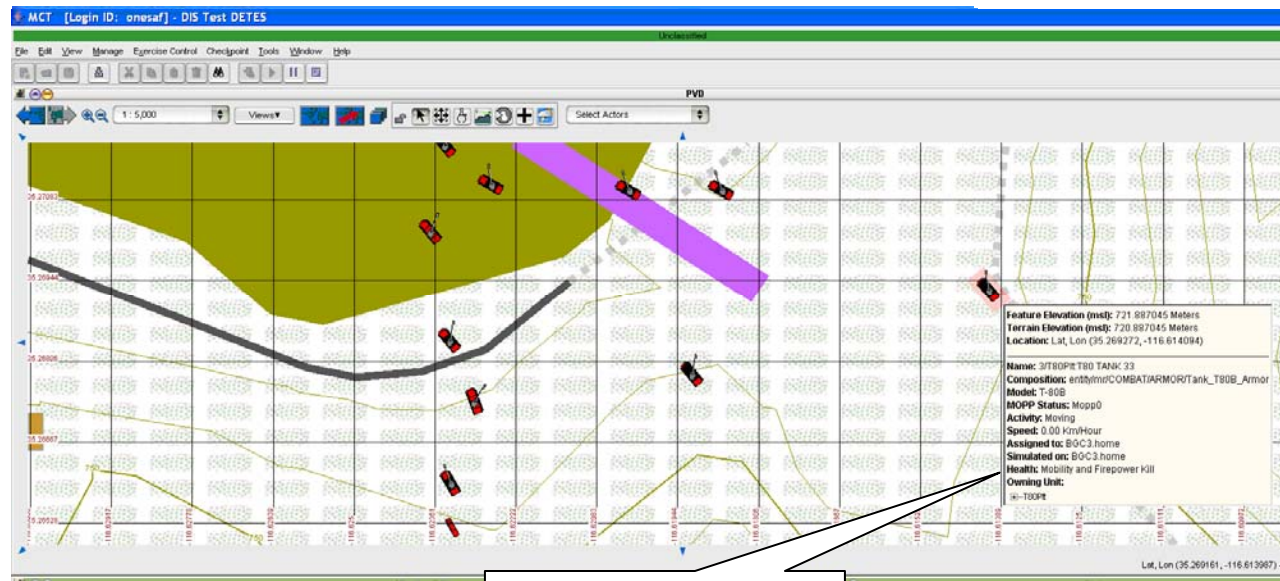 MCT [Login ID: onesaf] - DIS Test DETES
Unclassified
File Edit View Manage Exercise Control Checkpoint Tools Window Help
PVD
1: 5,000 Views Select Actors
35.26944
Feature Elevation (msl): 721.887045 Meters
Terrain Elevation (msl): 720.887045 Meters
Location: Lat, Lon (35.269272, -116.614094)
Name: 3/T80Plt T80 TANK 33
Composition: entity/mr/COMBAT/ARMOR/Tank_T80B_Armor
Model: T-80B
MOPP Status: Mopp0
Activity: Moving
Speed: 0.00 Km/Hour
Assigned to: BGC3.home
Simulated on: BGC3.home
Health: Mobility and Firepower Kill
Owning Unit:
T80Plt
Lat, Lon (35.269161, -116.613987)